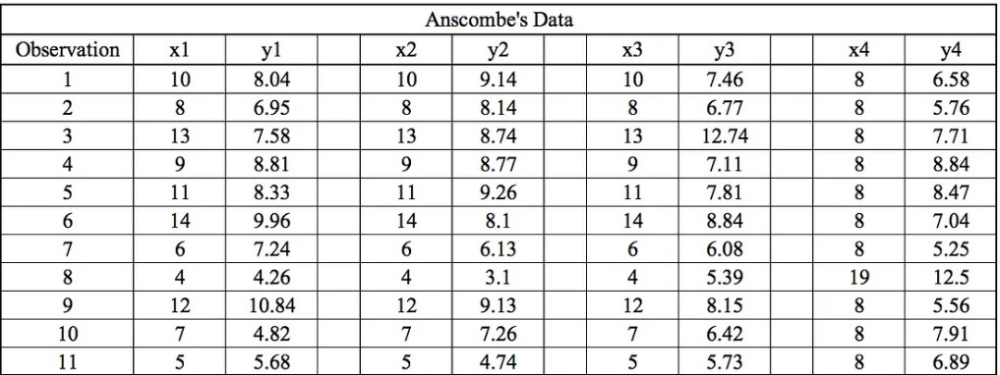 Anscombe's Data
Observation x1 y1 x2 y2 x3 y3 x4 y4
1 10 8.04 10 9.14 10 7.46 8 6.58
2 8 6.95 8 8.14 8 6.77 8 5.76
3 13 7.58 13 8.74 13 12.74 8 7.71
4 9 8.81 9 8.77 9 7.11 8 8.84
5 11 8.33 11 9.26 11 7.81 8 8.47
6 14 9.96 14 8.1 14 8.84 8 7.04
7 6 7.24 6 6.13 6 6.08 8 5.25
8 4 4.26 4 3.1 4 5.39 19 12.5
9 12 10.84 12 9.13 12 8.15 8 5.56
10 7 4.82 7 7.26 7 6.42 8 7.91
11 5 5.68 5 4.74 5 5.73 8 6.89